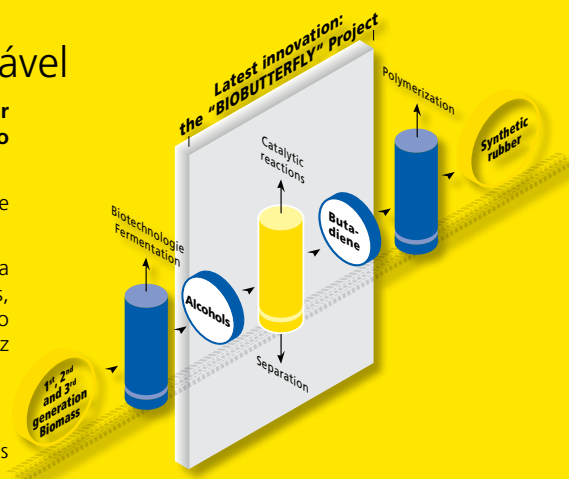 ável
r
o
e
a
s,
o
z
s
Latest innovation:
the "BIOBUTTERFLY" Project
Polymerization
Synthetic
rubber
Catalytic
reactions
Buta-
diene
Biotechnologie
Fermentation
Alcohols
Separation
1st, 2nd
and 3rd
generation
Biomass